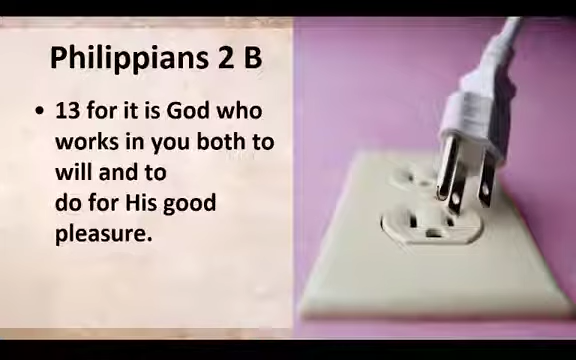 Philippians 2 B
• 13 for it is God who
works in you both to
will and to
do for His good
pleasure.